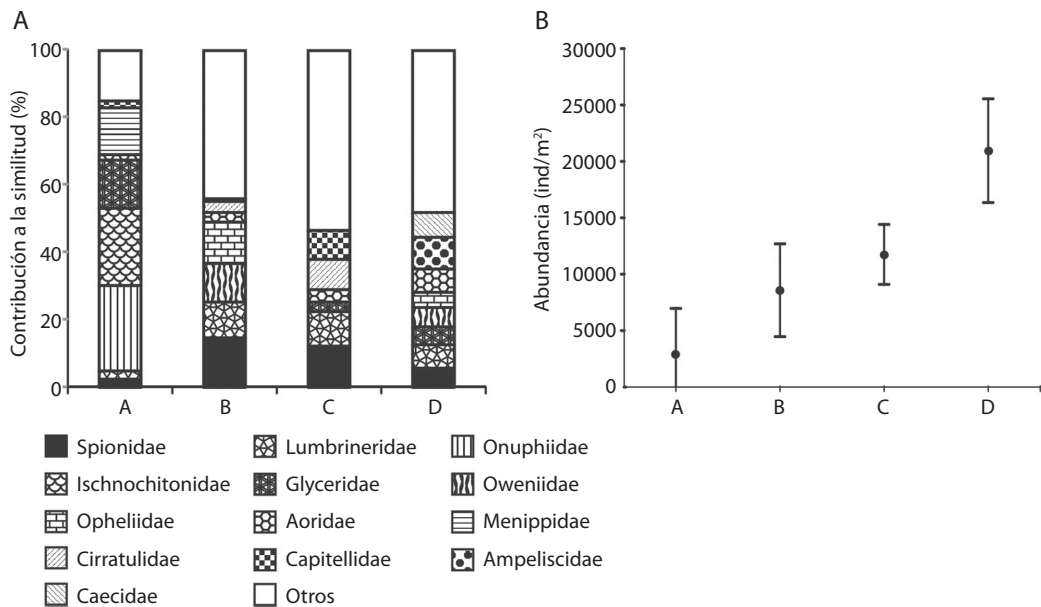 A
Contribución a la similitud (%)
100
80
60
40
20
0
A B C D
B
Abundancia (ind/m²)
30000
25000
20000
15000
10000
5000
0
A B C D
Spionidae Lumbrineridae Onuphiidae
Ischnochitonidae Glyceridae Oweniidae
Opheliidae Aoridae Menippidae
Cirratulidae Capitellidae Ampeliscidae
Caecidae Otros